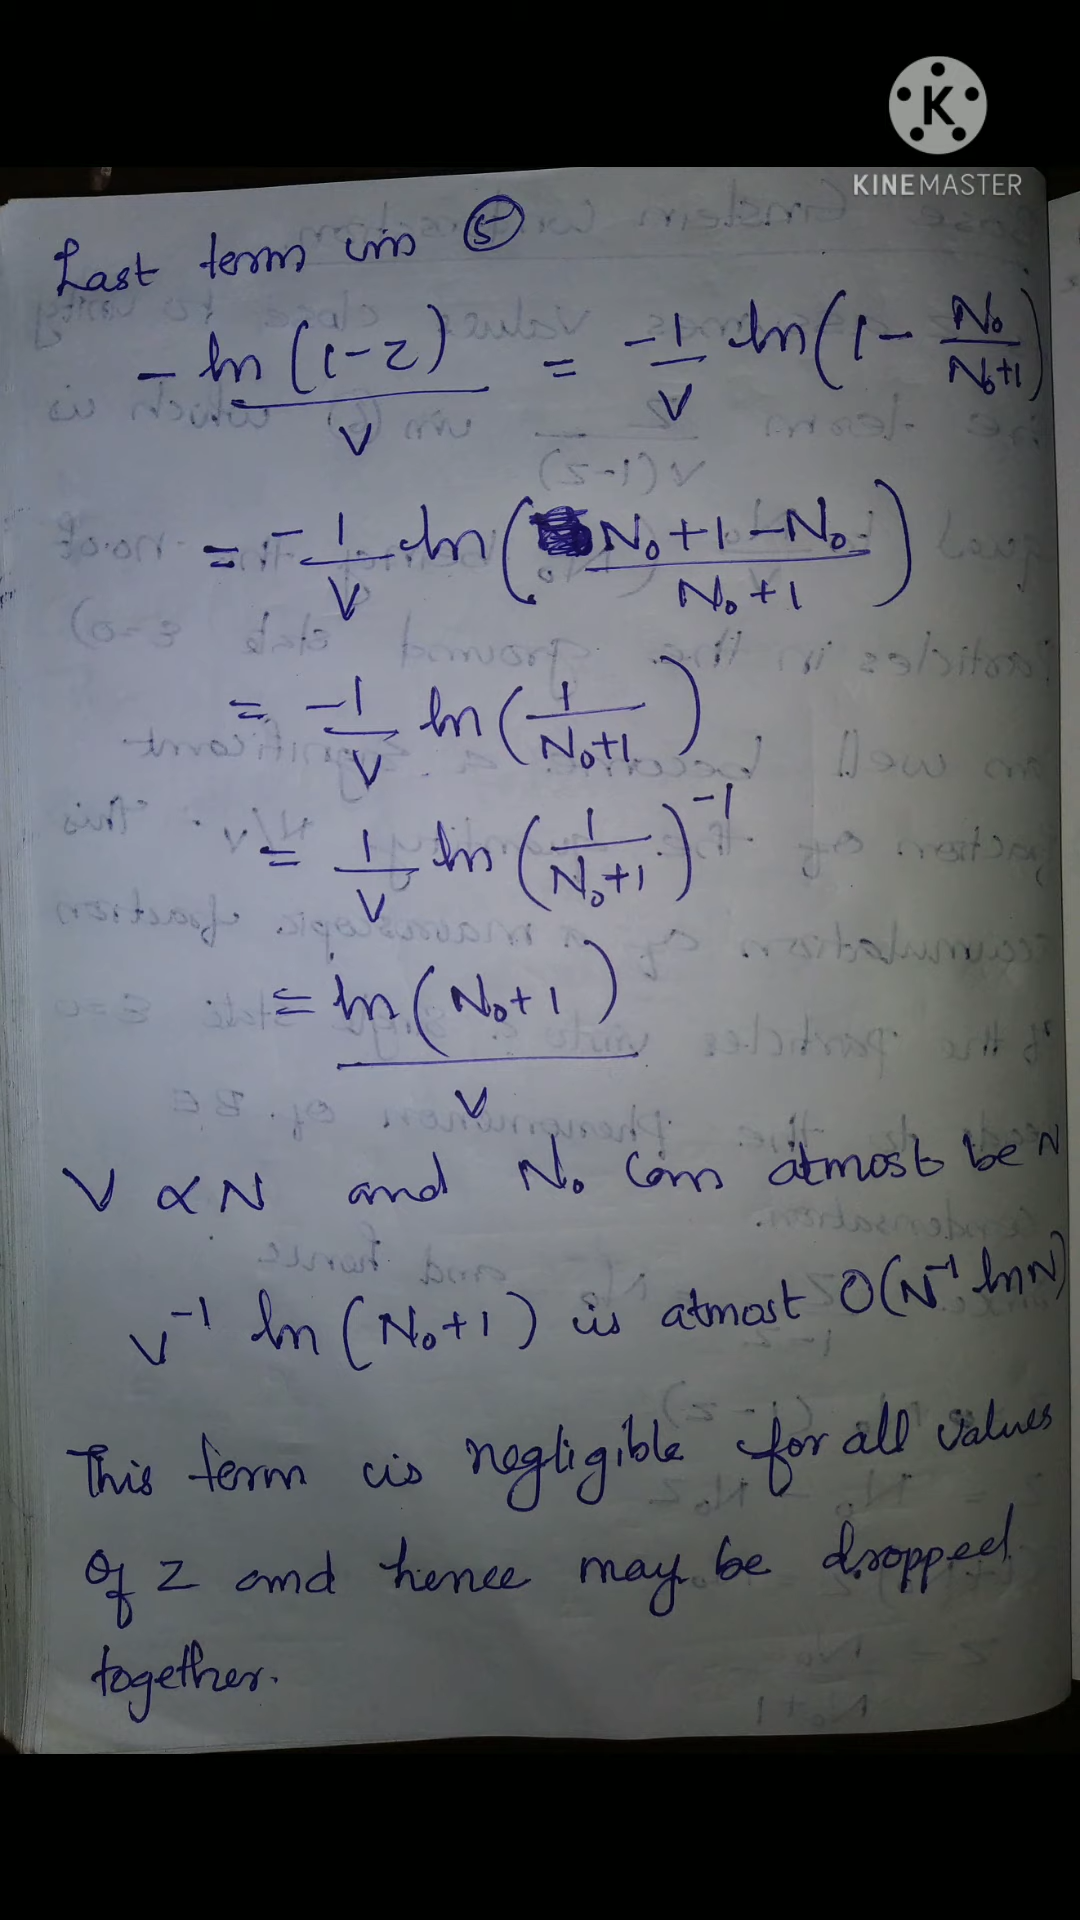 K
KINEMASTER
Last term in ⑤
- ln (1-z) / V = -1/V ln(1 - N₀/N₀+1)
= -1/V ln( N₀+1-N₀ / N₀+1 )
= -1/V ln( 1/N₀+1 )
= 1/V ln( 1/N₀+1 )⁻¹
= ln( N₀+1 ) / V
V ∝ N and N₀ can atmost be N
V⁻¹ ln (N₀+1) is atmost O(N⁻¹ ln N)
This term is negligible for all values
of z and hence may be dropped
together.